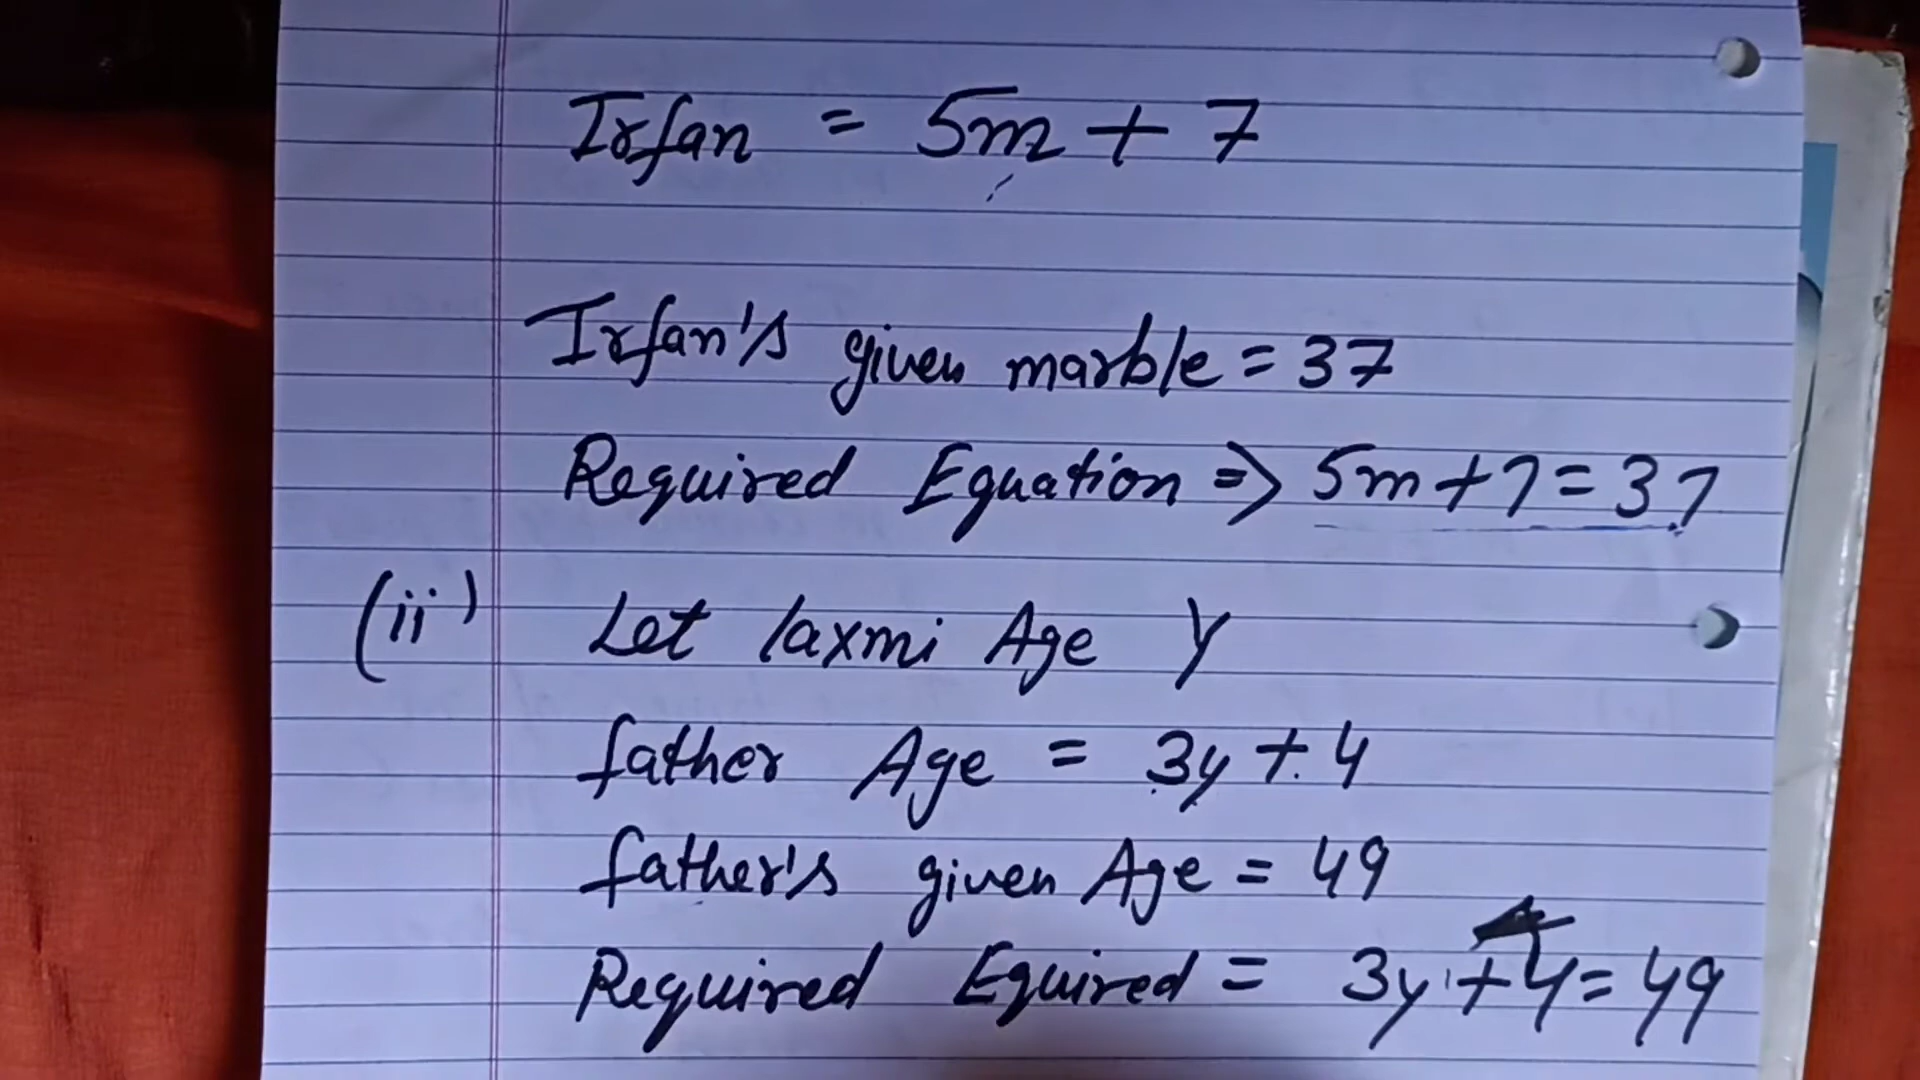 Irfan = 5m + 7
Irfan's given marble = 37
Required Equation => 5m+7=37
(ii) Let laxmi Age Y
father Age = 3y + 4
father's given Age = 49
Required Equired = 3y + 4 = 49